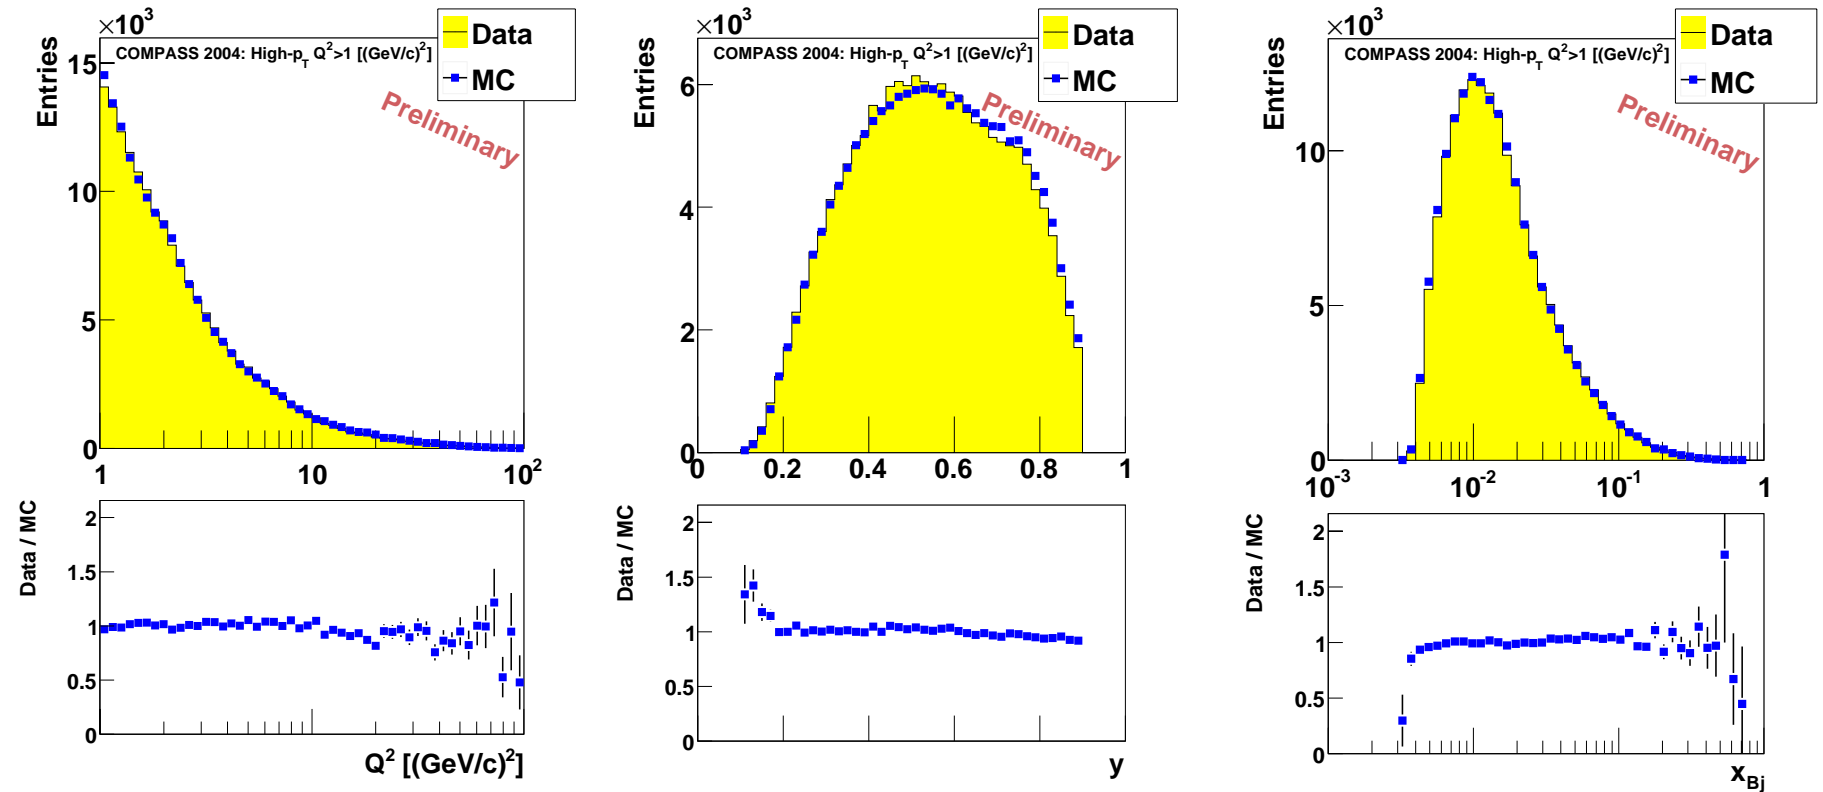 ×10³
COMPASS 2004: High-p_T Q²>1 [(GeV/c)²]
Data
MC
Preliminary
Entries
15
10
5
0
1
10
10²
Data / MC
2
1.5
1
0.5
0
Q² [(GeV/c)²]
×10³
COMPASS 2004: High-p_T Q²>1 [(GeV/c)²]
Data
MC
Preliminary
Entries
6
4
2
0
0
0.2
0.4
0.6
0.8
1
Data / MC
2
1.5
1
0.5
0
y
×10³
COMPASS 2004: High-p_T Q²>1 [(GeV/c)²]
Data
MC
Preliminary
Entries
10
5
0
10⁻³
10⁻²
10⁻¹
1
Data / MC
2
1.5
1
0.5
0
x_Bj